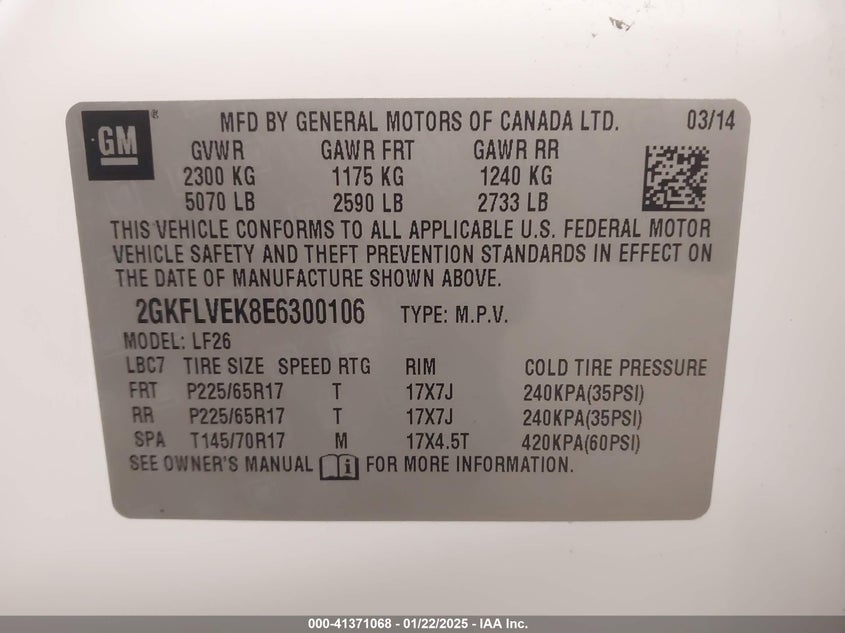 GM ® MFD BY GENERAL MOTORS OF CANADA LTD. 03/14
GVWR GAWR FRT GAWR RR
2300 KG 1175 KG 1240 KG
5070 LB 2590 LB 2733 LB
THIS VEHICLE CONFORMS TO ALL APPLICABLE U.S. FEDERAL MOTOR
VEHICLE SAFETY AND THEFT PREVENTION STANDARDS IN EFFECT ON
THE DATE OF MANUFACTURE SHOWN ABOVE.
2GKFLVEK8E6300106 TYPE: M.P.V.
MODEL: LF26
LBC7 TIRE SIZE SPEED RTG RIM COLD TIRE PRESSURE
FRT P225/65R17 T 17X7J 240KPA(35PSI)
RR P225/65R17 T 17X7J 240KPA(35PSI)
SPA T145/70R17 M 17X4.5T 420KPA(60PSI)
SEE OWNER'S MANUAL i FOR MORE INFORMATION.
000-41371068 - 01/22/2025 - IAA Inc.